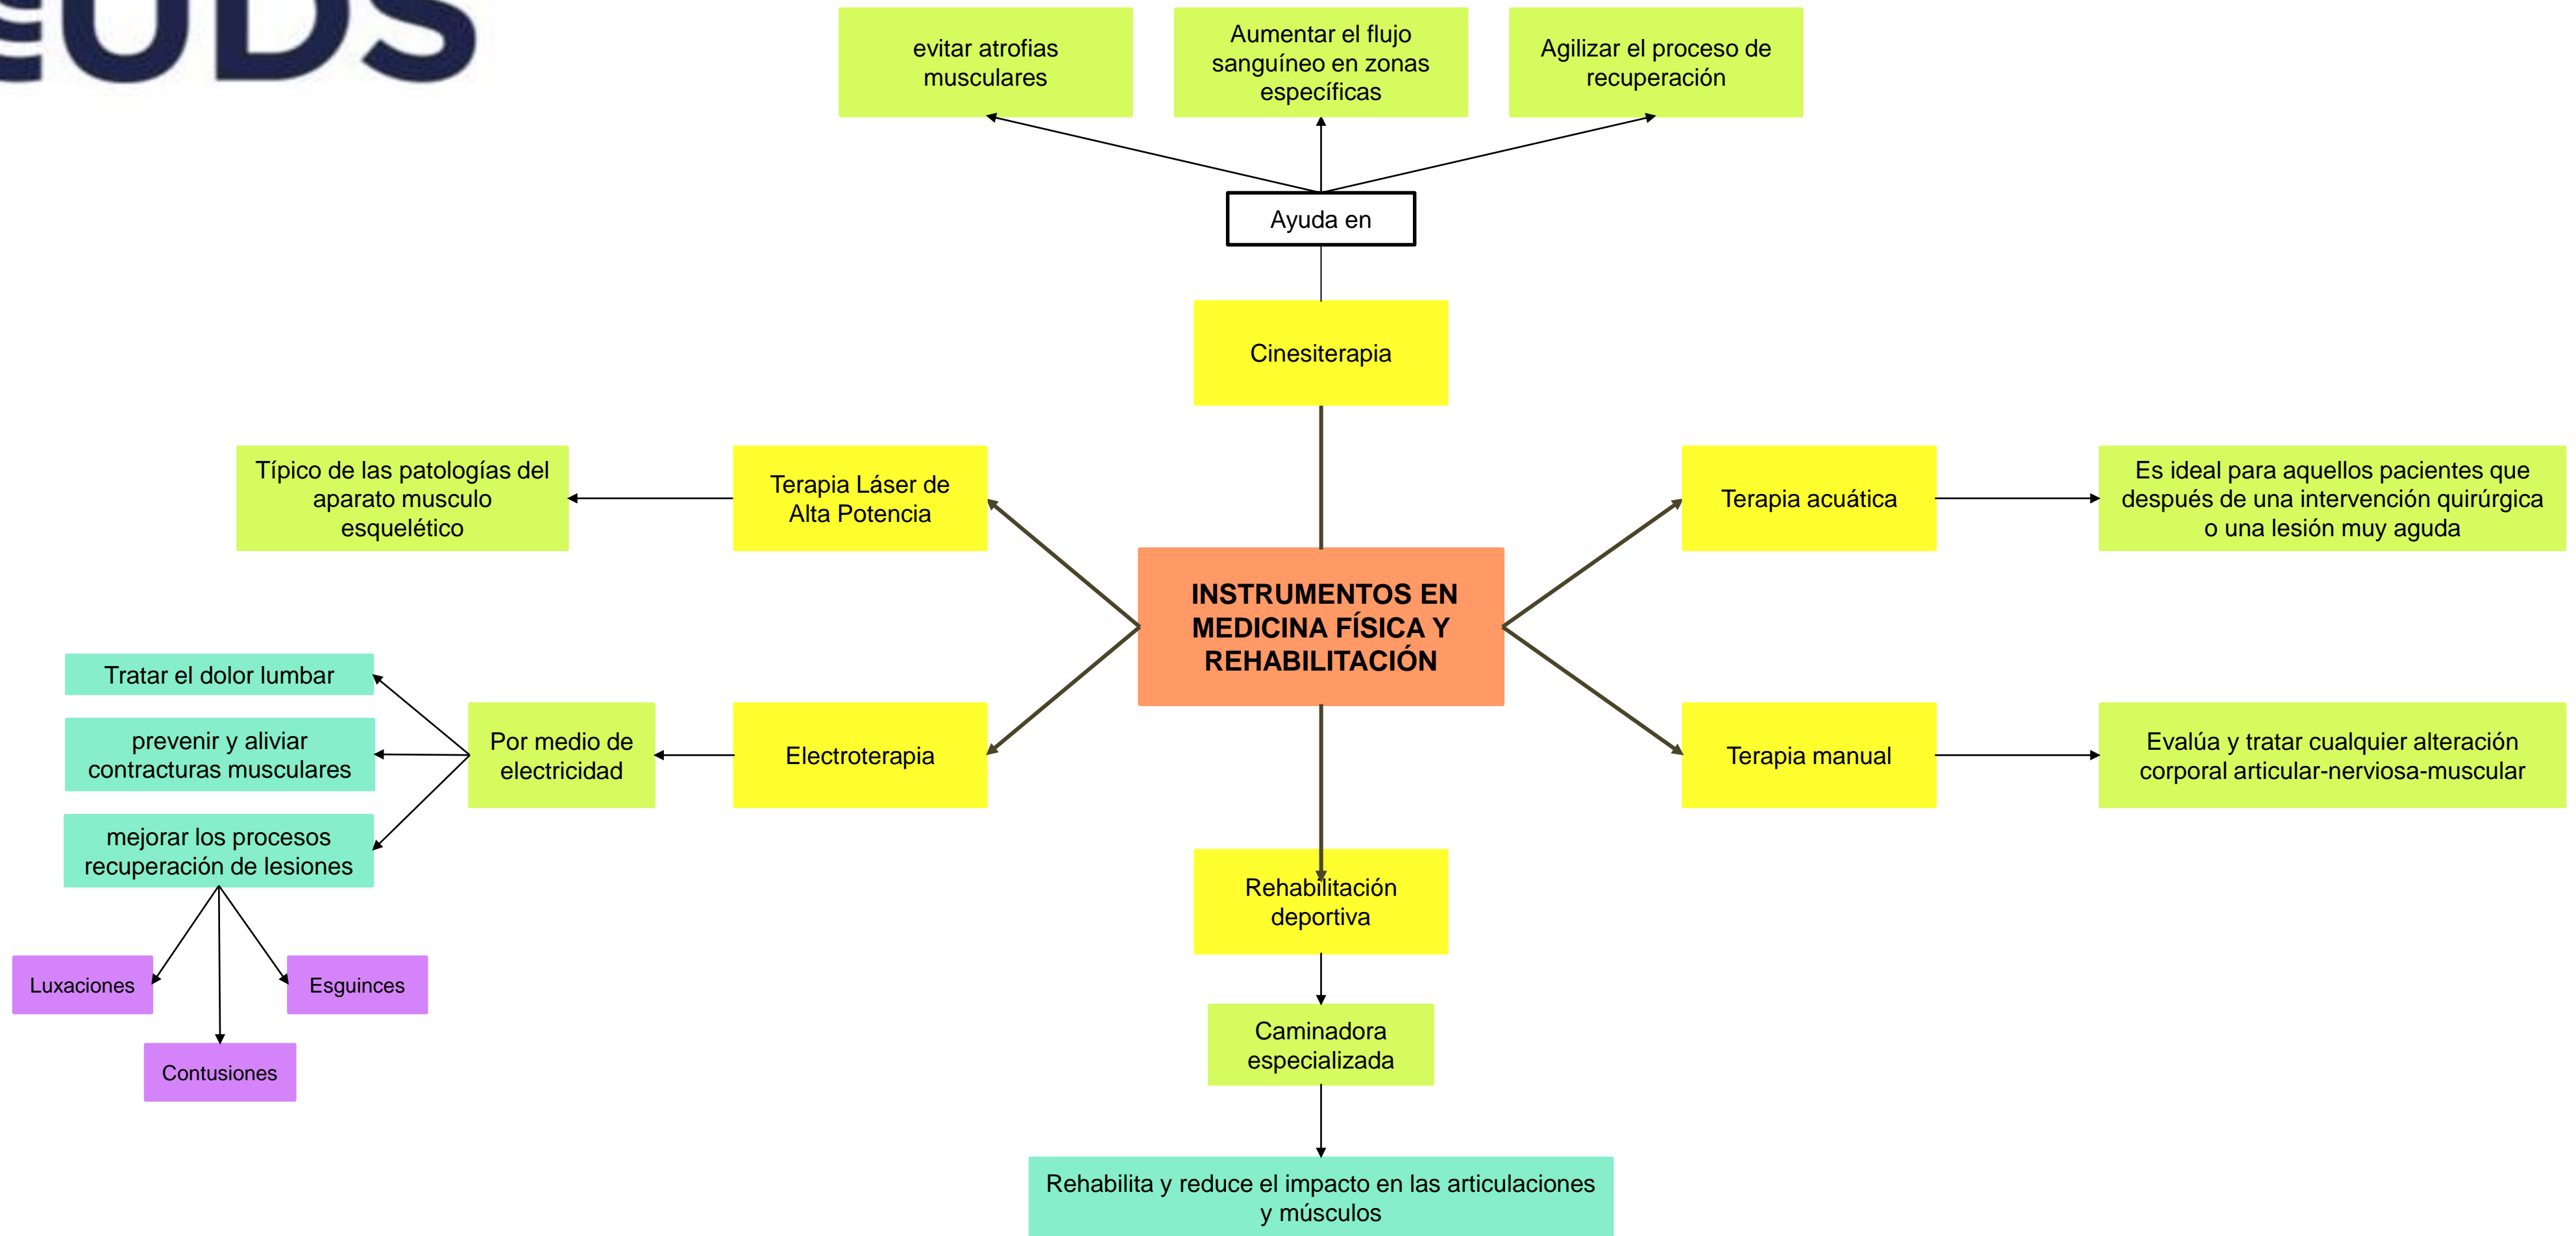 UDS
evitar atrofias
musculares
Aumentar el flujo
sanguíneo en zonas
específicas
Agilizar el proceso de
recuperación
Ayuda en
Cinesiterapia
Típico de las patologías del
aparato musculo
esquelético
Terapia Láser de
Alta Potencia
Terapia acuática
Es ideal para aquellos pacientes que
después de una intervención quirúrgica
o una lesión muy aguda
INSTRUMENTOS EN
MEDICINA FÍSICA Y
REHABILITACIÓN
Tratar el dolor lumbar
prevenir y aliviar
contracturas musculares
mejorar los procesos
recuperación de lesiones
Por medio de
electricidad
Electroterapia
Terapia manual
Evalúa y tratar cualquier alteración
corporal articular-nerviosa-muscular
Rehabilitación
deportiva
Luxaciones
Esguinces
Contusiones
Caminadora
especializada
Rehabilita y reduce el impacto en las articulaciones
y músculos